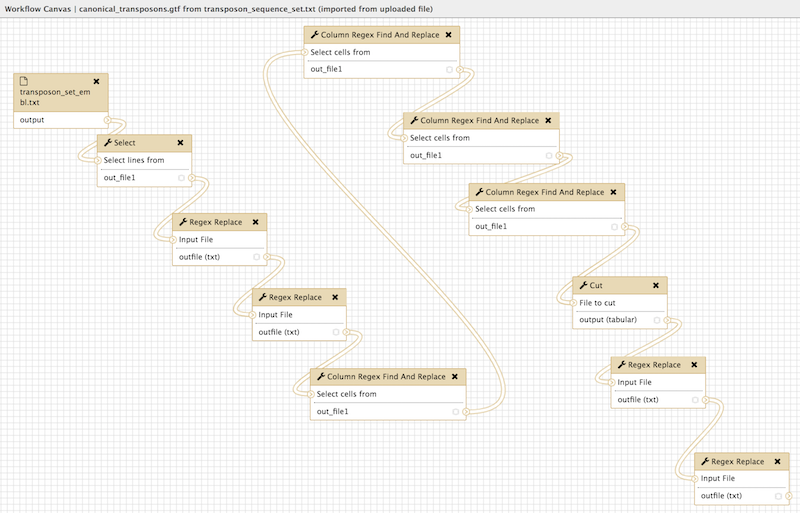 Workflow Canvas | canonical_transposons.gtf from transposon_sequence_set.txt (imported from uploaded file)
transposon_set_em
bl.txt
output
Select
Select lines from
out_file1
Regex Replace
Input File
outfile (txt)
Regex Replace
Input File
outfile (txt)
Column Regex Find And Replace
Select cells from
out_file1
Column Regex Find And Replace
Select cells from
out_file1
Column Regex Find And Replace
Select cells from
out_file1
Column Regex Find And Replace
Select cells from
out_file1
Cut
File to cut
output (tabular)
Regex Replace
Input File
outfile (txt)
Regex Replace
Input File
outfile (txt)